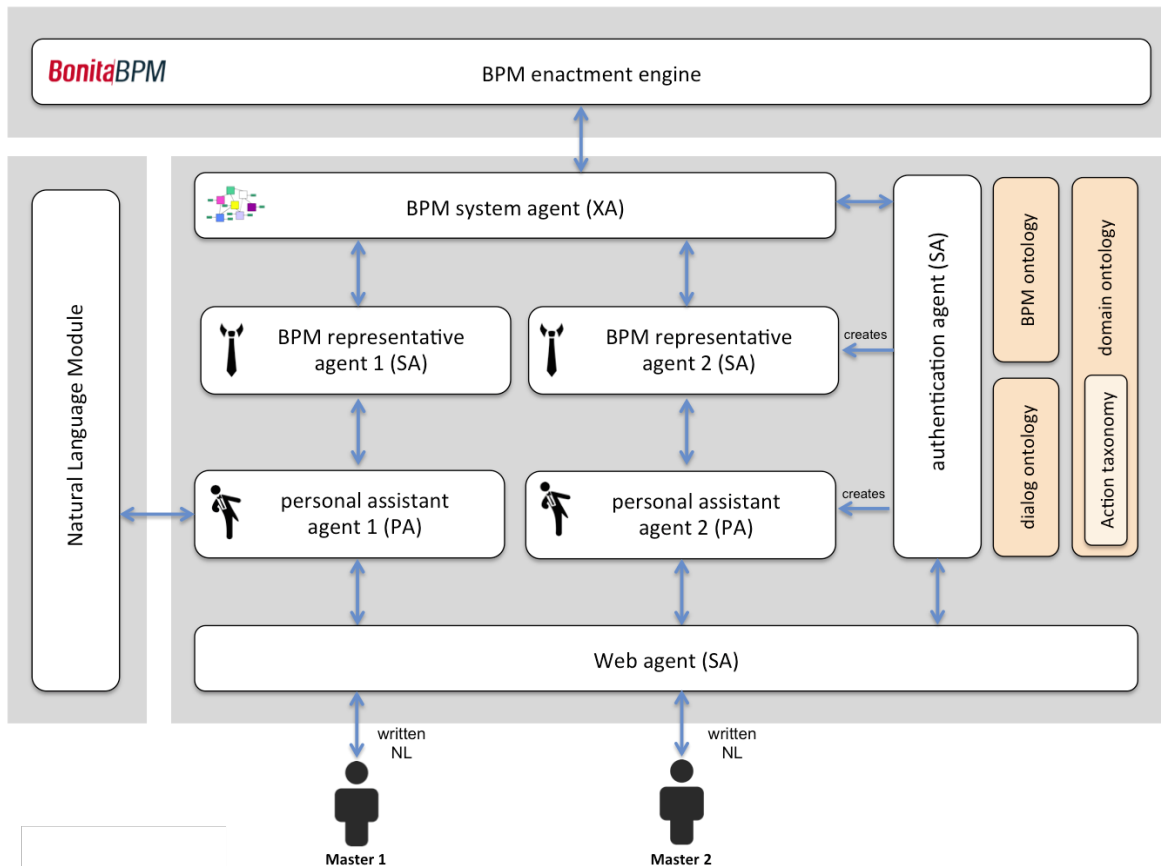 BonitaBPM
BPM enactment engine
Natural Language Module
BPM system agent (XA)
BPM representative
agent 1 (SA)
BPM representative
agent 2 (SA)
creates
personal assistant
agent 1 (PA)
personal assistant
agent 2 (PA)
creates
authentication agent (SA)
BPM ontology
dialog ontology
domain ontology
Action taxonomy
Web agent (SA)
written
NL
written
NL
Master 1
Master 2